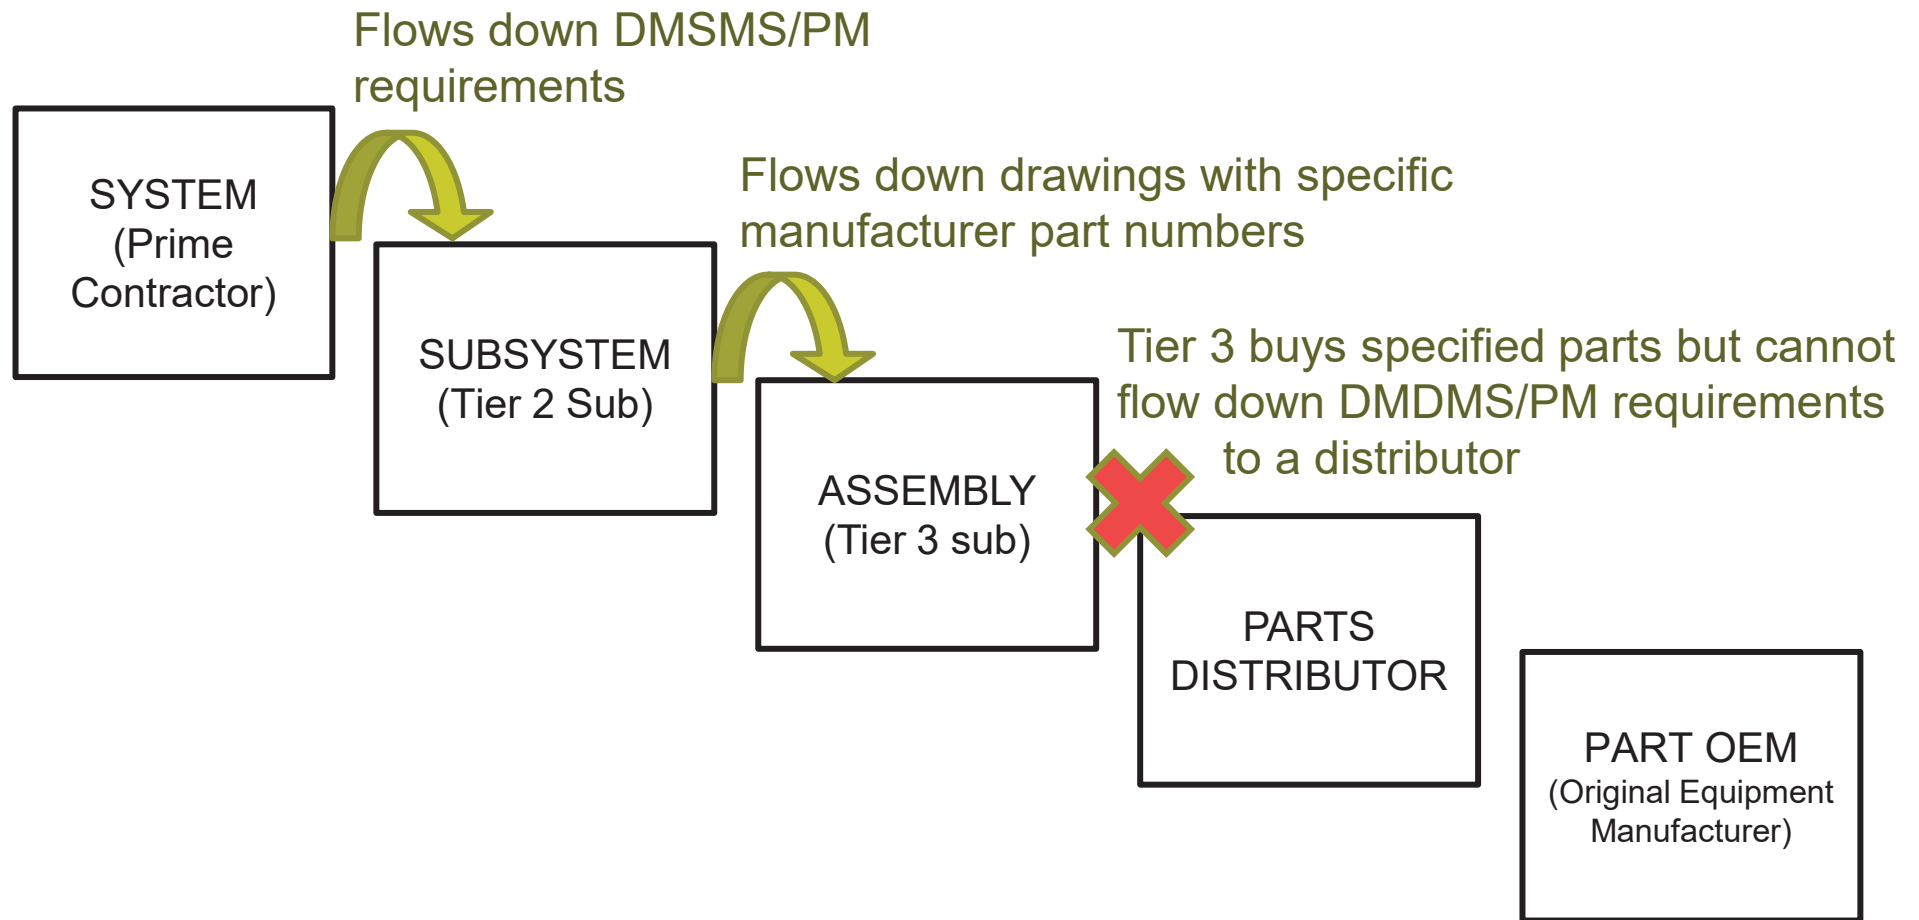 Flows down DMSMS/PM
requirements
SYSTEM
(Prime
Contractor)
Flows down drawings with specific
manufacturer part numbers
SUBSYSTEM
(Tier 2 Sub)
Tier 3 buys specified parts but cannot
flow down DMDMS/PM requirements
to a distributor
ASSEMBLY
(Tier 3 sub)
PARTS
DISTRIBUTOR
PART OEM
(Original Equipment
Manufacturer)